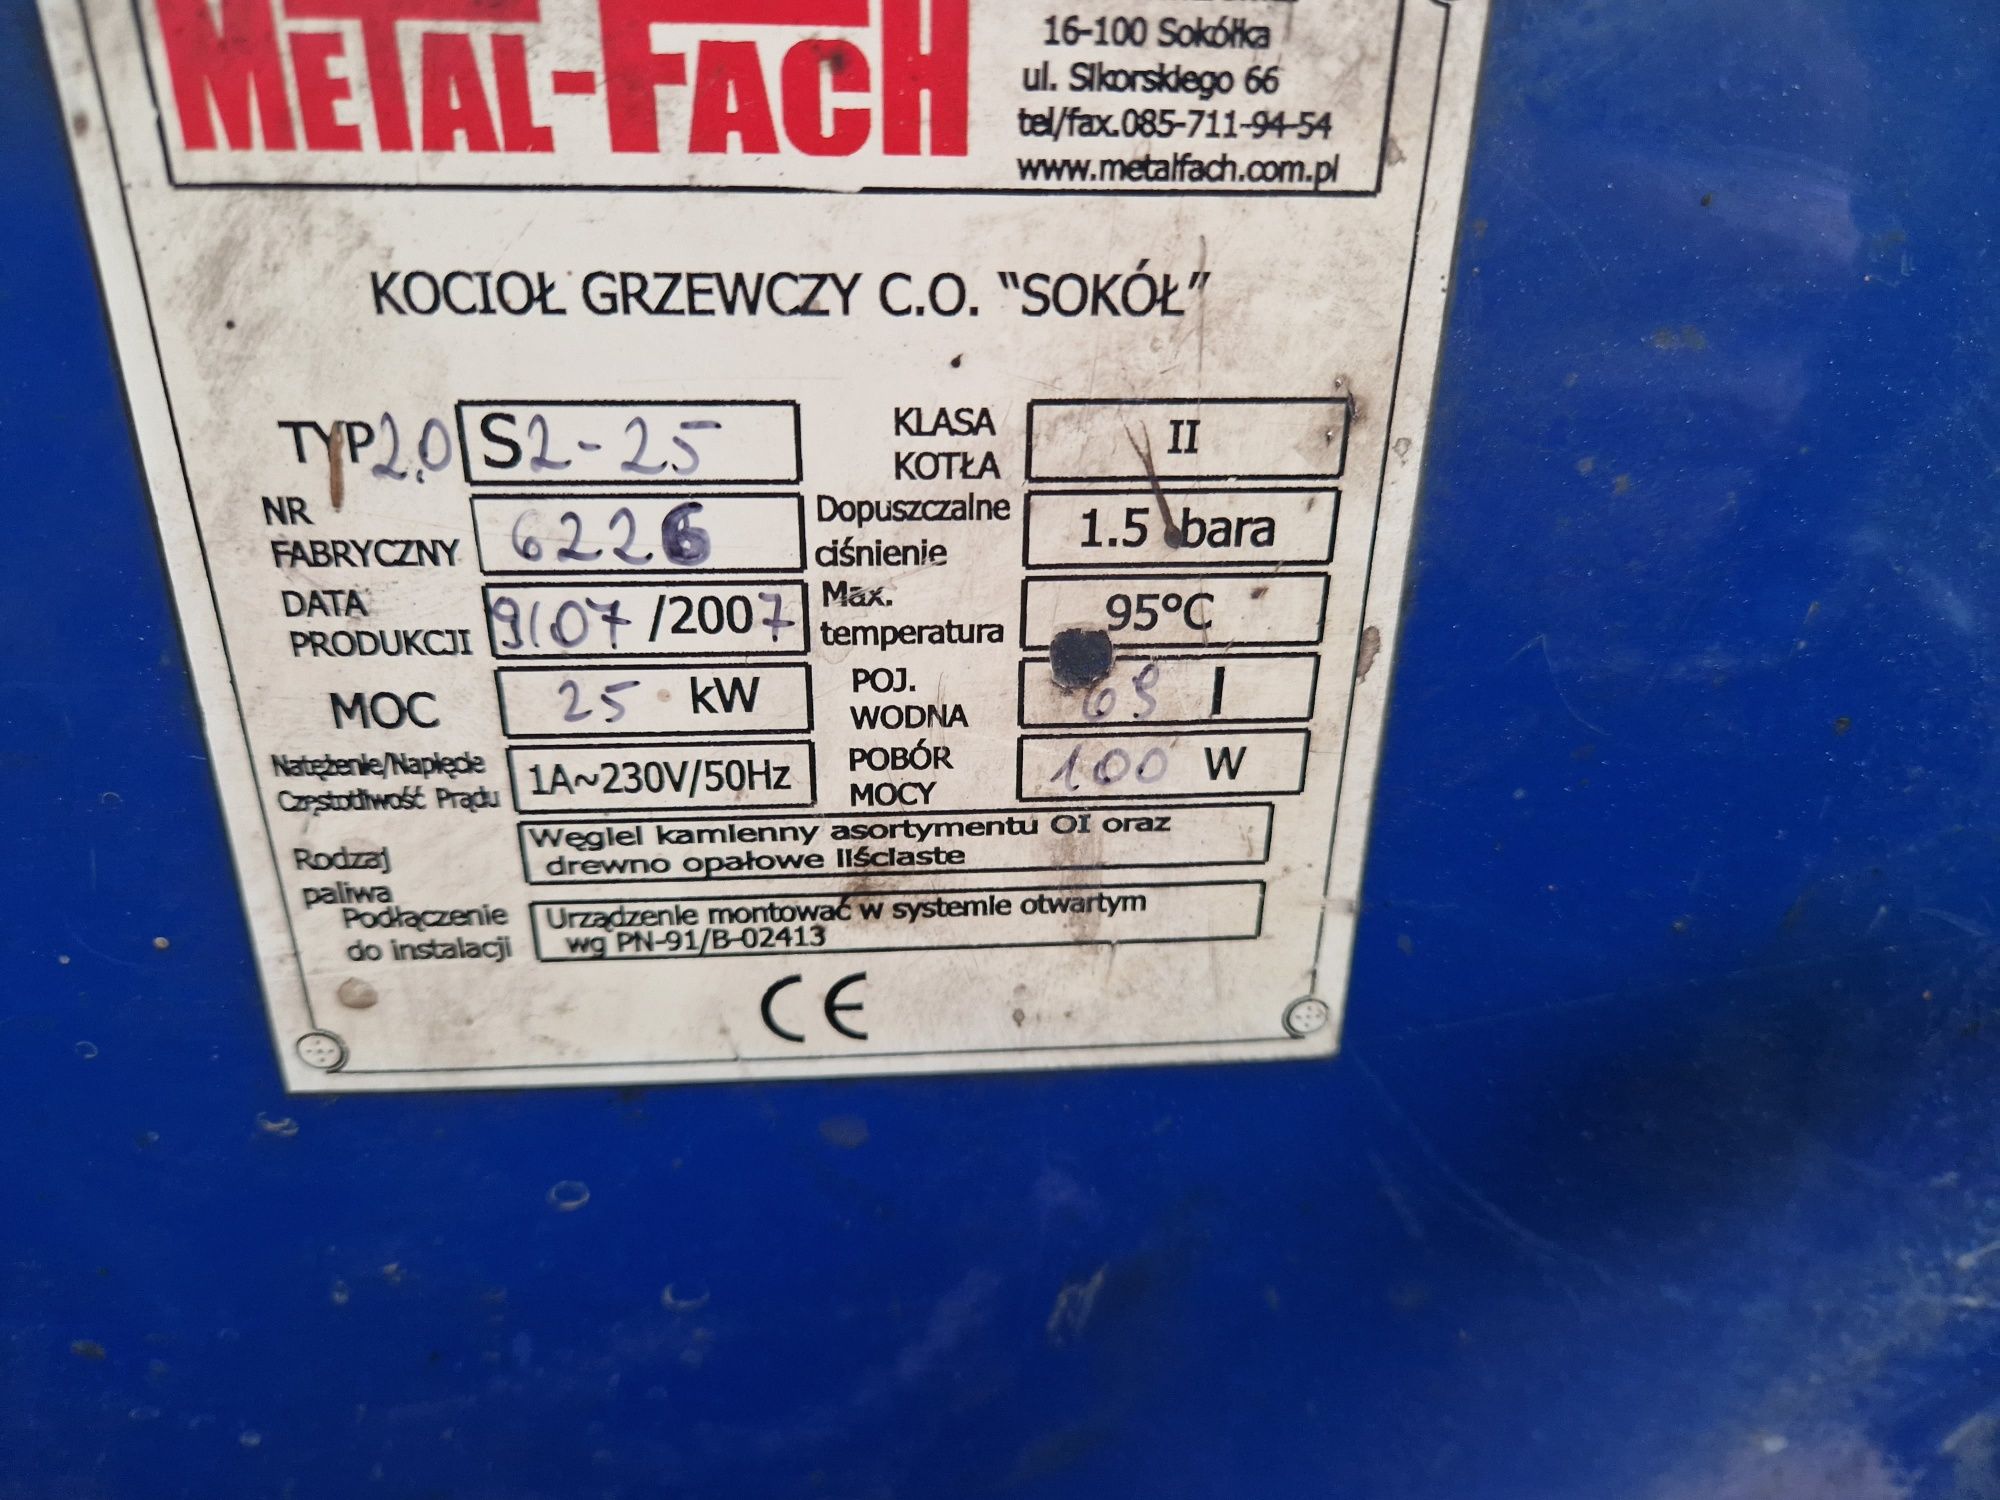 METAL-FACH
16-100 Sokółka
ul. Sikorskiego 66
tel/fax.085-711-94-54
www.metalfach.com.pl
KOCIOŁ GRZEWCZY C.O. "SOKÓŁ"
TYP 2.0 S2-25
KLASA KOTŁA II
NR FABRYCZNY 6226
Dopuszczalne ciśnienie 1.5 bara
DATA PRODUKCJI 9/07/2007
Max. temperatura 95°C
MOC 25 kW
POJ. WODNA l
Natężenie/Napięcie
Częstotliwość Prądu 1A~230V/50Hz
POBÓR MOCY 100 W
Rodzaj paliwa
Węgiel kamienny asortymentu OI oraz
drewno opałowe liściaste
Podłączenie do instalacji
Urządzenie montować w systemie otwartym
wg PN-91/B-02413
CE